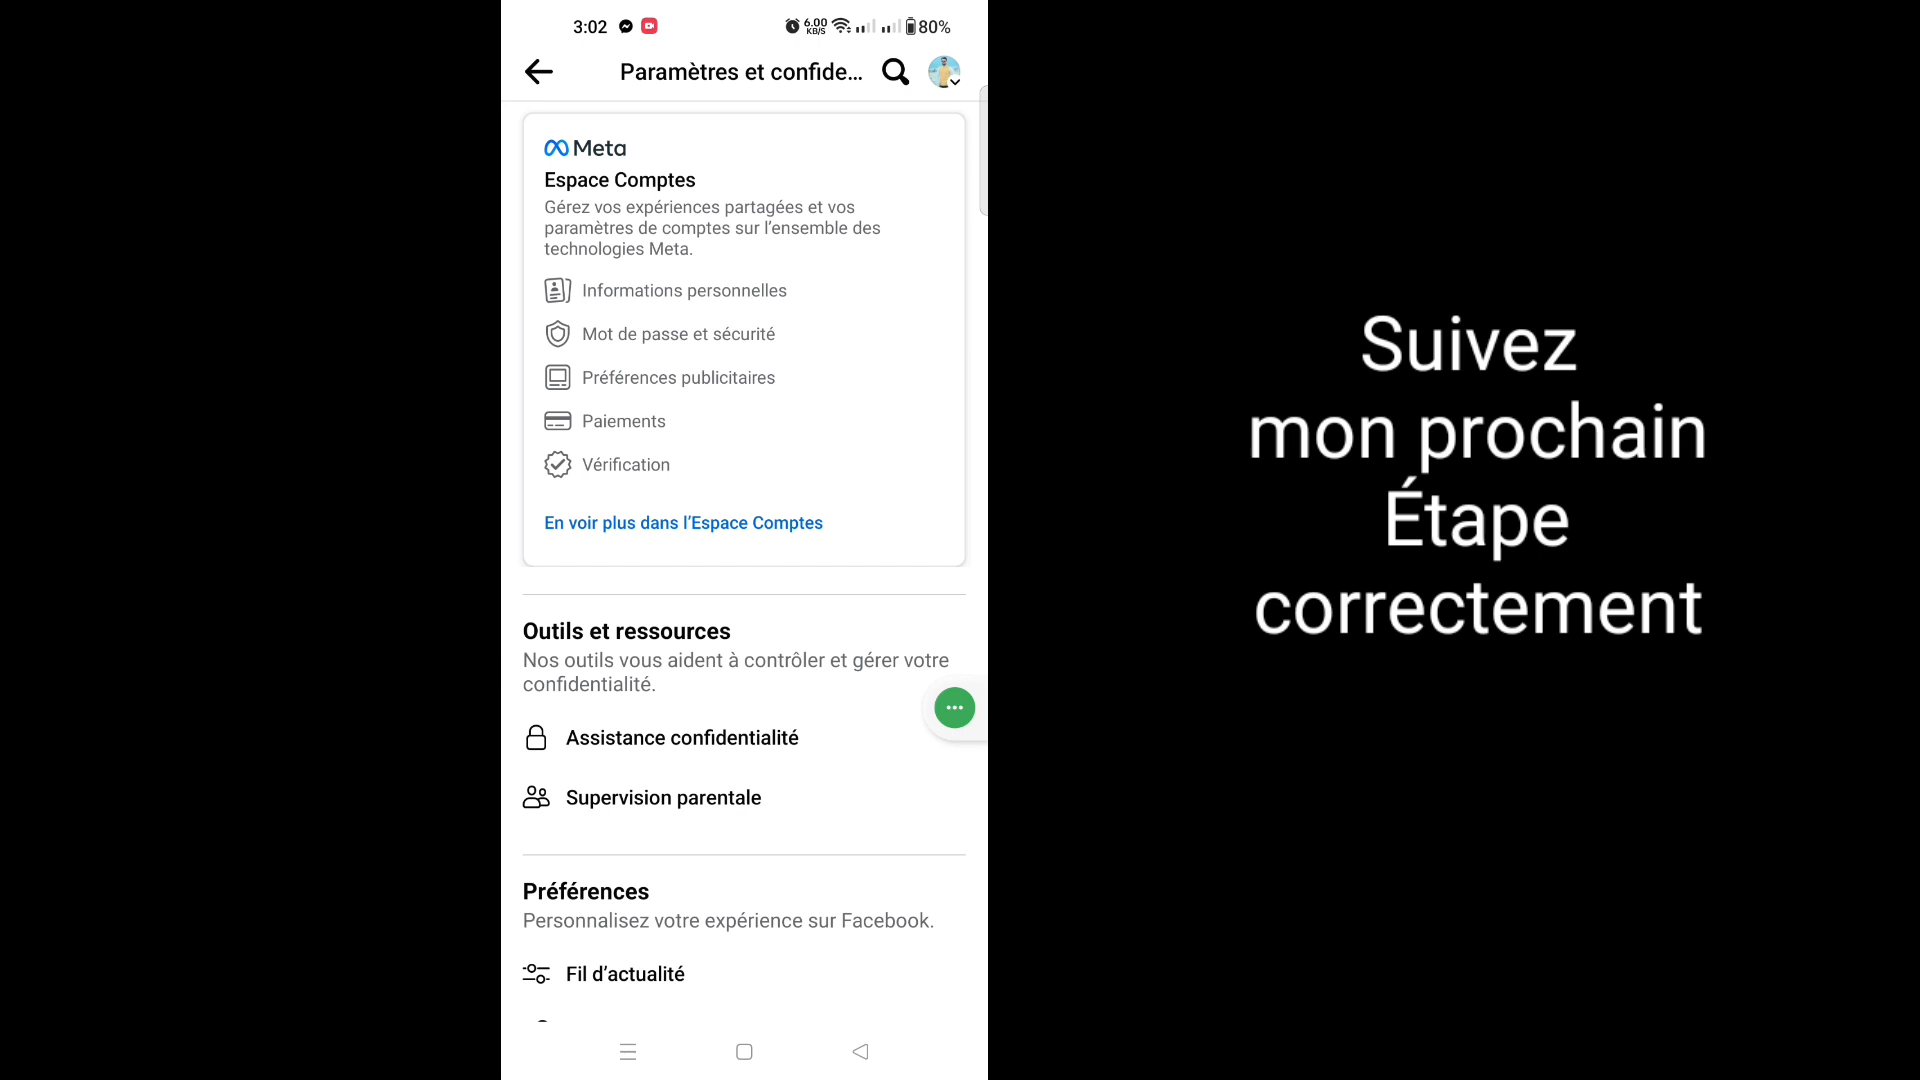 3:02 6.00 KB/S 80%
Paramètres et confide...
Meta
Espace Comptes
Gérez vos expériences partagées et vos
paramètres de comptes sur l’ensemble des
technologies Meta.
Informations personnelles
Mot de passe et sécurité
Préférences publicitaires
Paiements
Vérification
En voir plus dans l’Espace Comptes
Outils et ressources
Nos outils vous aident à contrôler et gérer votre
confidentialité.
Assistance confidentialité
Supervision parentale
Préférences
Personnalisez votre expérience sur Facebook.
Fil d’actualité
Suivez
mon prochain
Étape
correctement